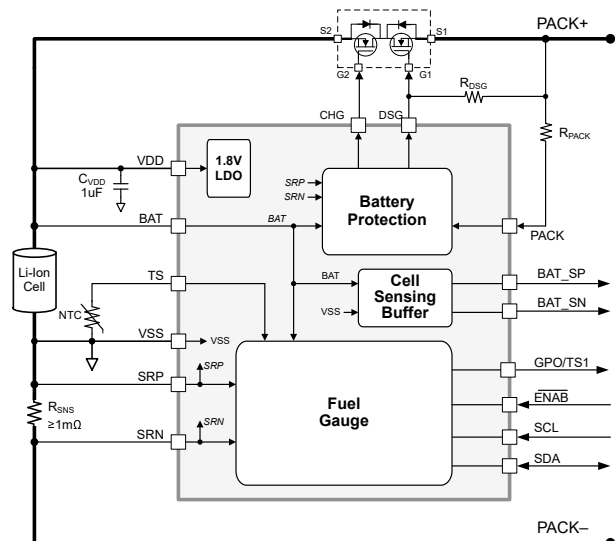 S2
S1
PACK+
G2
G1
RDSG
RPACK
CHG
DSG
VDD
1.8V
LDO
CVDD
1uF
SRP
SRN
Battery
Protection
BAT
BAT
PACK
Li-Ion
Cell
TS
BAT
Cell
Sensing
Buffer
BAT_SP
NTC
VSS
BAT_SN
VSS
VSS
SRP
SRP
Fuel
Gauge
GPO/TS1
ENAB
RSNS
≥1mΩ
SRN
SRN
SCL
SDA
PACK–